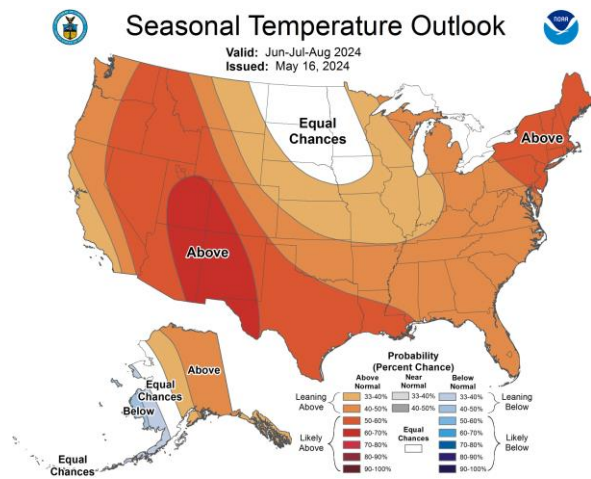 Seasonal Temperature Outlook
NOAA
Valid: Jun-Jul-Aug 2024
Issued: May 16, 2024
Equal
Chances
Above
Above
Above
Equal
Chances
Below
Equal
Chances
Probability
(Percent Chance)
Above
Normal
Near
Normal
Below
Normal
Leaning
Above
33-40%
33-40%
33-40%
Leaning
Below
40-50%
40-50%
40-50%
Likely
Above
50-60%
50-60%
Likely
Below
60-70%
Equal
Chances
60-70%
70-80%
70-80%
80-90%
80-90%
90-100%
90-100%